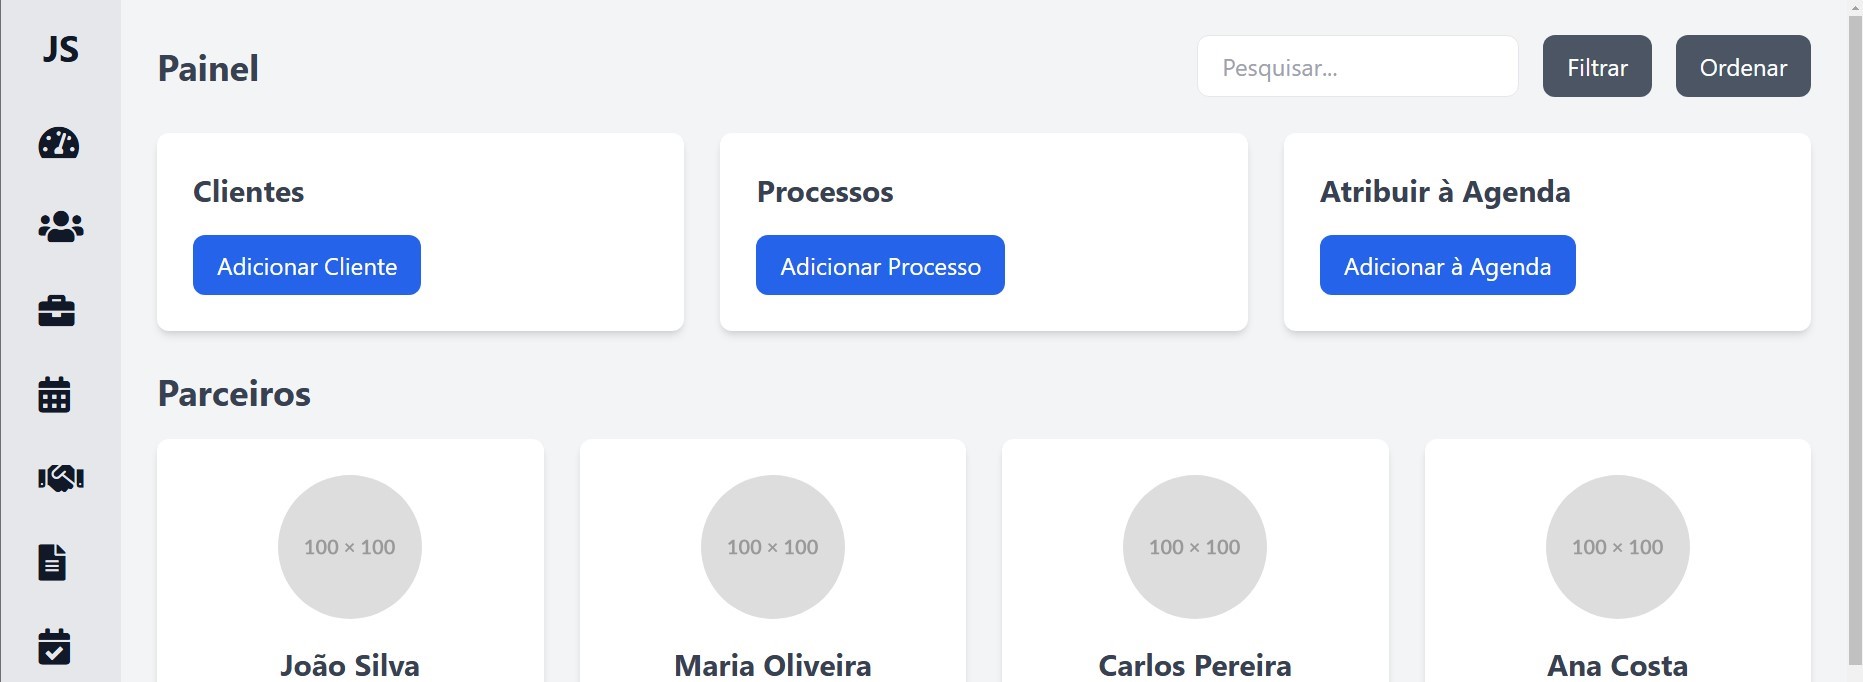 JS
Painel
Pesquisar...
Filtrar
Ordenar
Clientes
Adicionar Cliente
Processos
Adicionar Processo
Atribuir à Agenda
Adicionar à Agenda
Parceiros
100 × 100
João Silva
100 × 100
Maria Oliveira
100 × 100
Carlos Pereira
100 × 100
Ana Costa